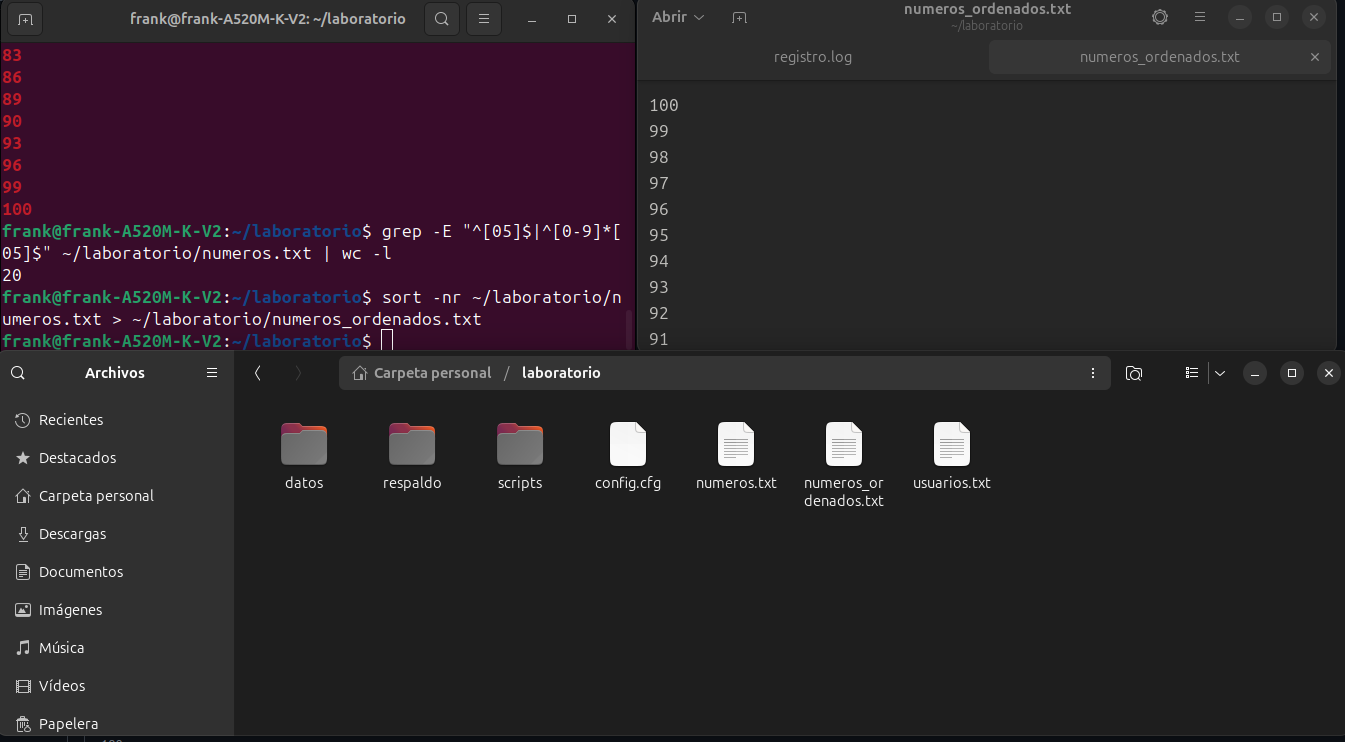 frank@frank-A520M-K-V2: ~/laboratorio
83
86
89
90
93
96
99
100
frank@frank-A520M-K-V2:~/laboratorio$ grep -E "^[05]$|^[0-9]*[
05]$" ~/laboratorio/numeros.txt | wc -l
20
frank@frank-A520M-K-V2:~/laboratorio$ sort -nr ~/laboratorio/n
umeros.txt > ~/laboratorio/numeros_ordenados.txt
frank@frank-A520M-K-V2:~/laboratorio$
Abrir
numeros_ordenados.txt
~/laboratorio
registro.log
numeros_ordenados.txt
100
99
98
97
96
95
94
93
92
91
Archivos
Carpeta personal / laboratorio
Recientes
Destacados
Carpeta personal
Descargas
Documentos
Imágenes
Música
Vídeos
Papelera
datos
respaldo
scripts
config.cfg
numeros.txt
numeros_or
denados.txt
usuarios.txt